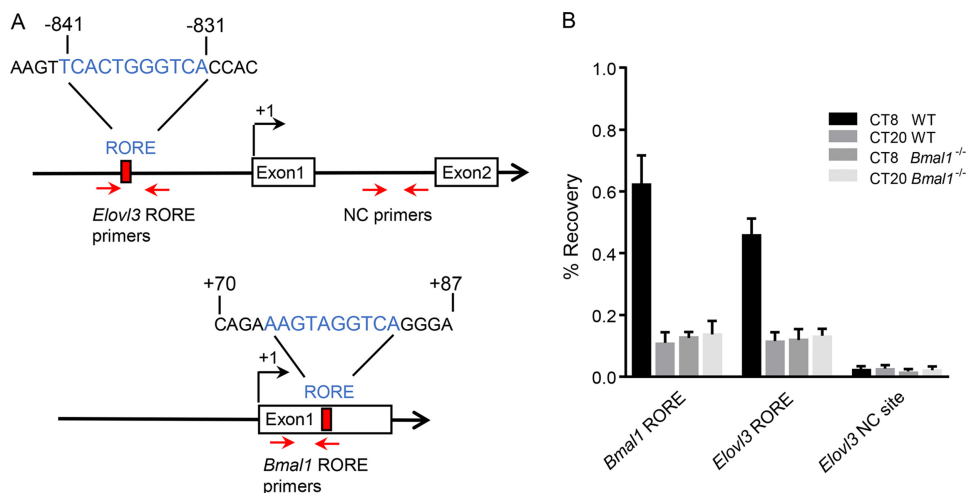 A
-841 -831
AAGTTCACTGGGTCACCAC
RORE
+1
Exon1 Exon2
Elovl3 RORE
primers
NC primers
+70 +87
CAGAAAGTAGGTCAGGGA
+1
RORE
Exon1
Bmal1 RORE
primers
B
1.0
0.8
0.6
0.4
0.2
0.0
% Recovery
CT8 WT
CT20 WT
CT8 Bmal1-/-
CT20 Bmal1-/-
Bmal1 RORE
Elovl3 RORE
Elovl3 NC site